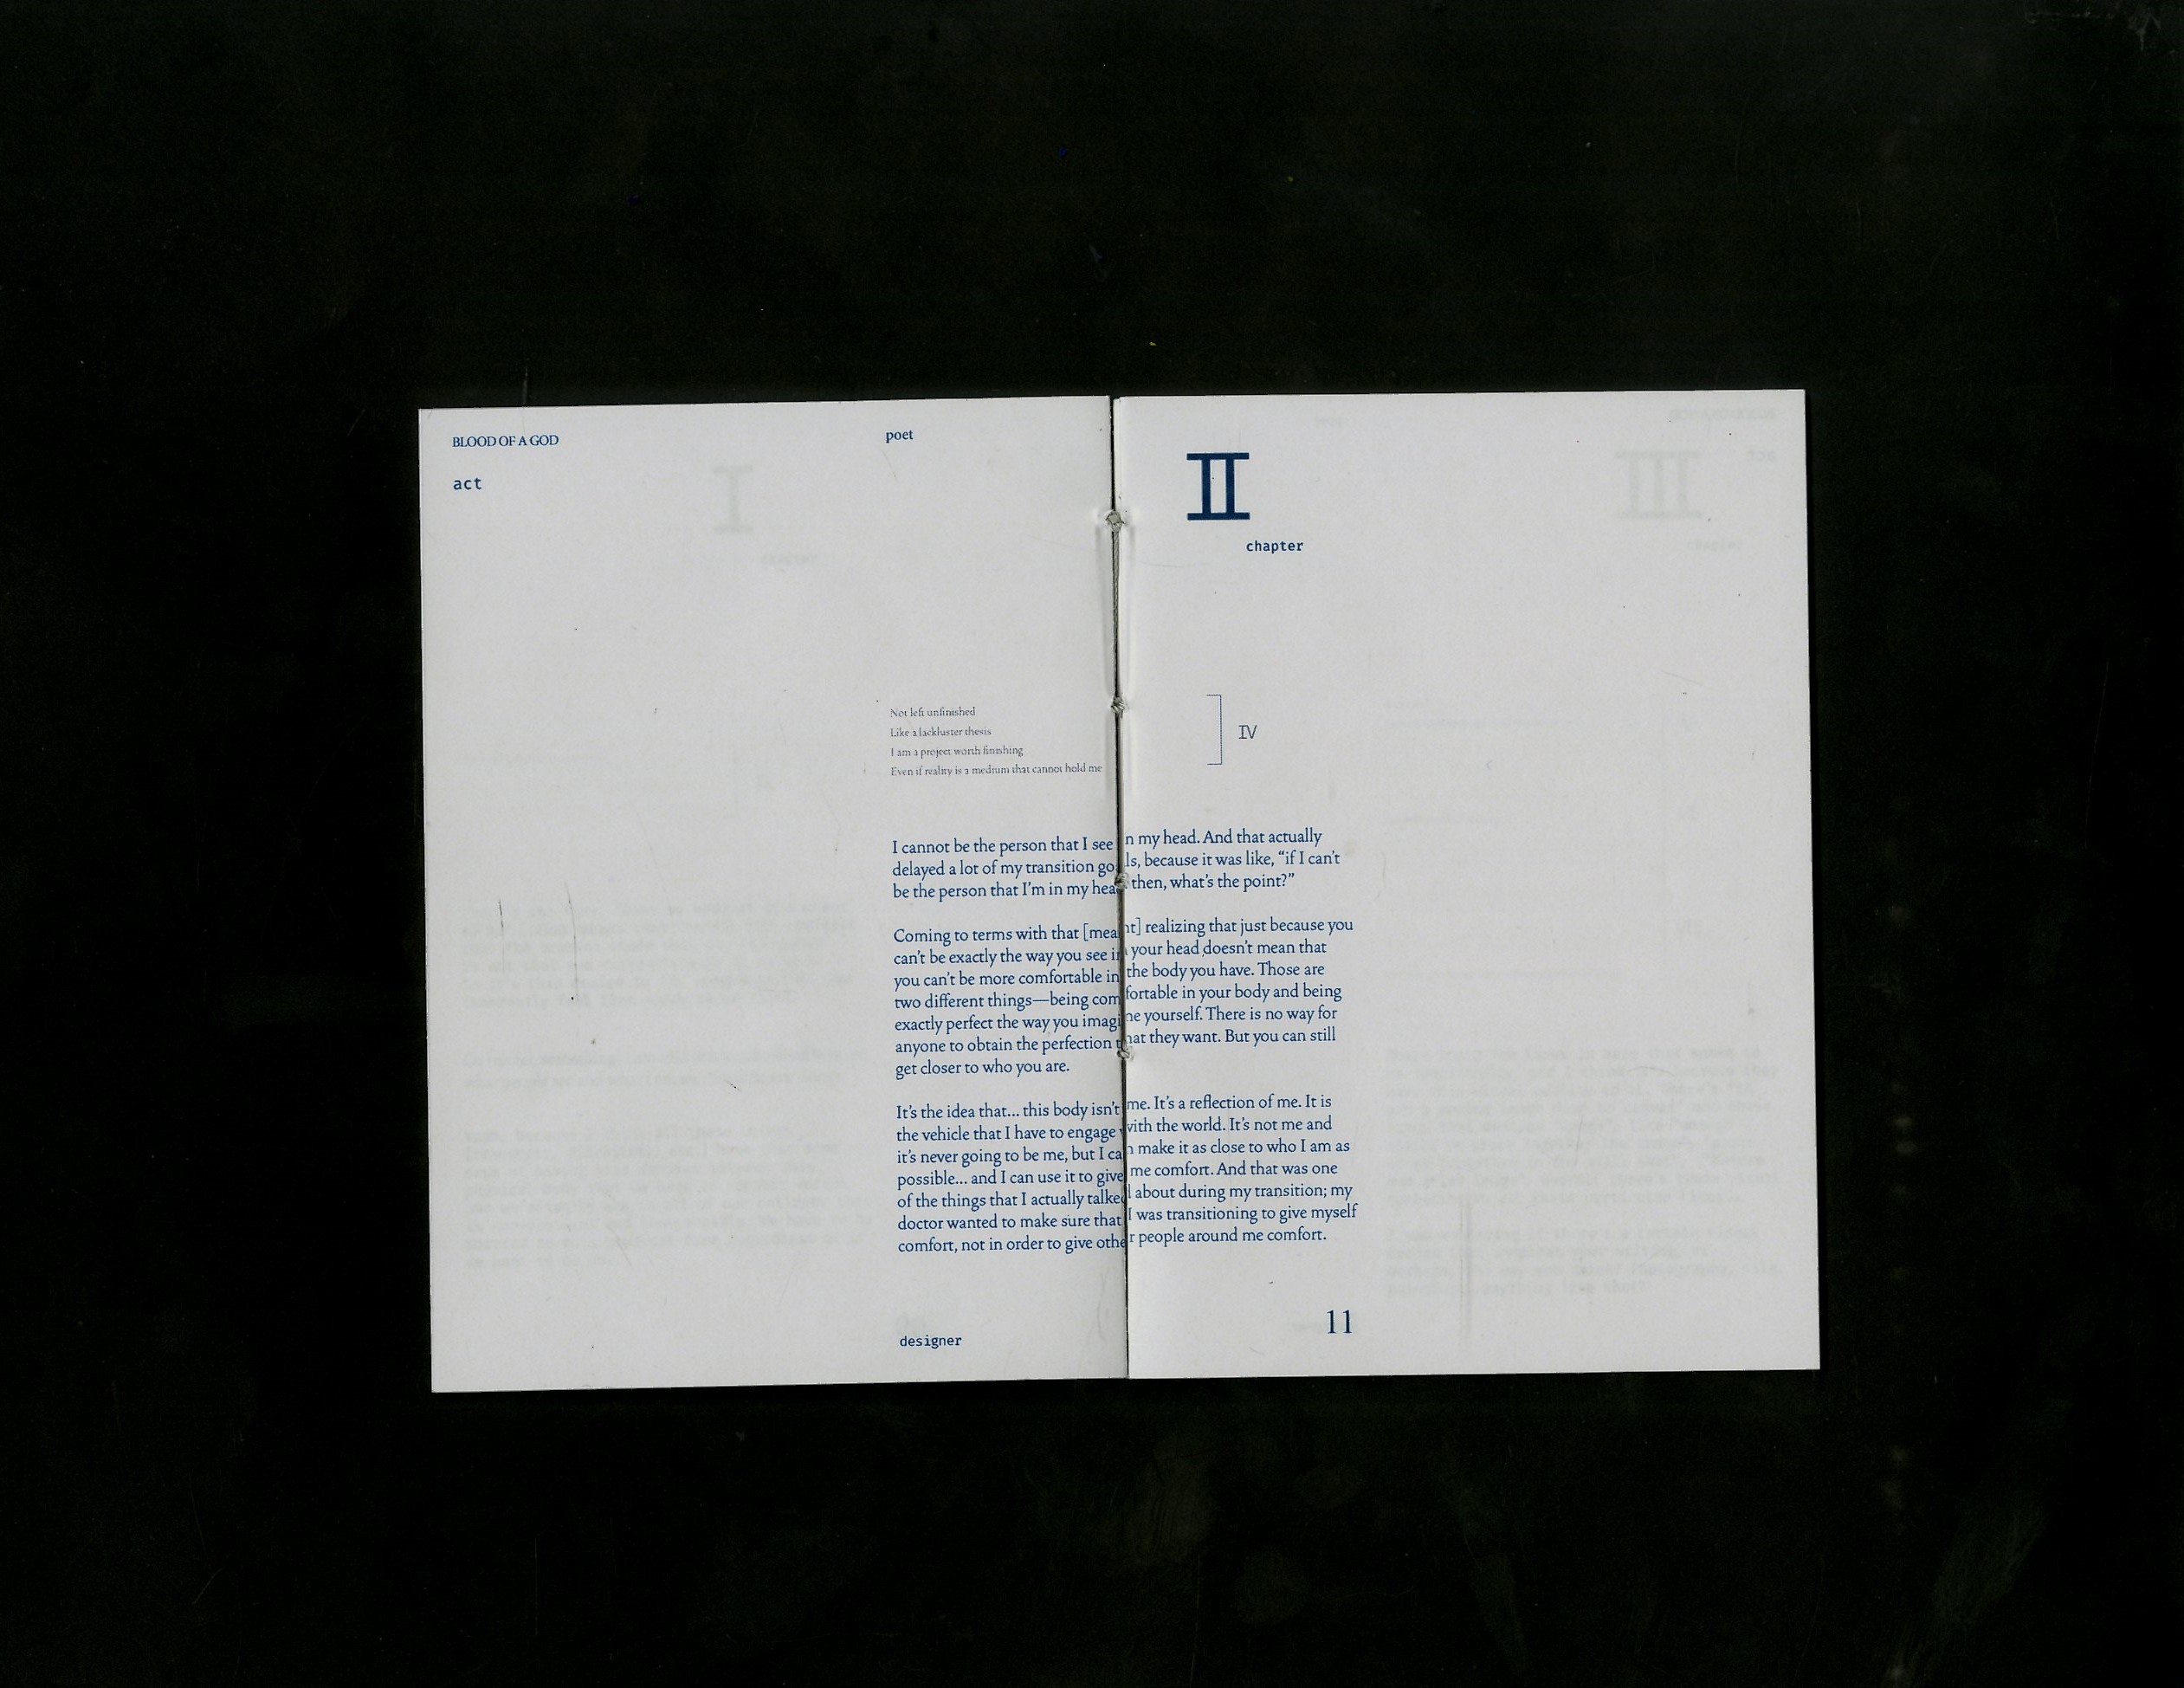 BLOOD OF A GOD
poet
act
II
chapter
Not left unfinished
Like a lackluster thesis
I am a project worth finishing
Even if reality is a medium that cannot hold me
IV
I cannot be the person that I see in my head. And that actually
delayed a lot of my transition goals, because it was like, “if I can’t
be the person that I’m in my head then, what’s the point?”
Coming to terms with that [meant] realizing that just because you
can’t be exactly the way you see in your head doesn’t mean that
you can’t be more comfortable in the body you have. Those are
two different things—being comfortable in your body and being
exactly perfect the way you imagine yourself. There is no way for
anyone to obtain the perfection that they want. But you can still
get closer to who you are.
It’s the idea that... this body isn’t me. It’s a reflection of me. It is
the vehicle that I have to engage with the world. It’s not me and
it’s never going to be me, but I can make it as close to who I am as
possible... and I can use it to give me comfort. And that was one
of the things that I actually talked about during my transition; my
doctor wanted to make sure that I was transitioning to give myself
comfort, not in order to give other people around me comfort.
designer
11